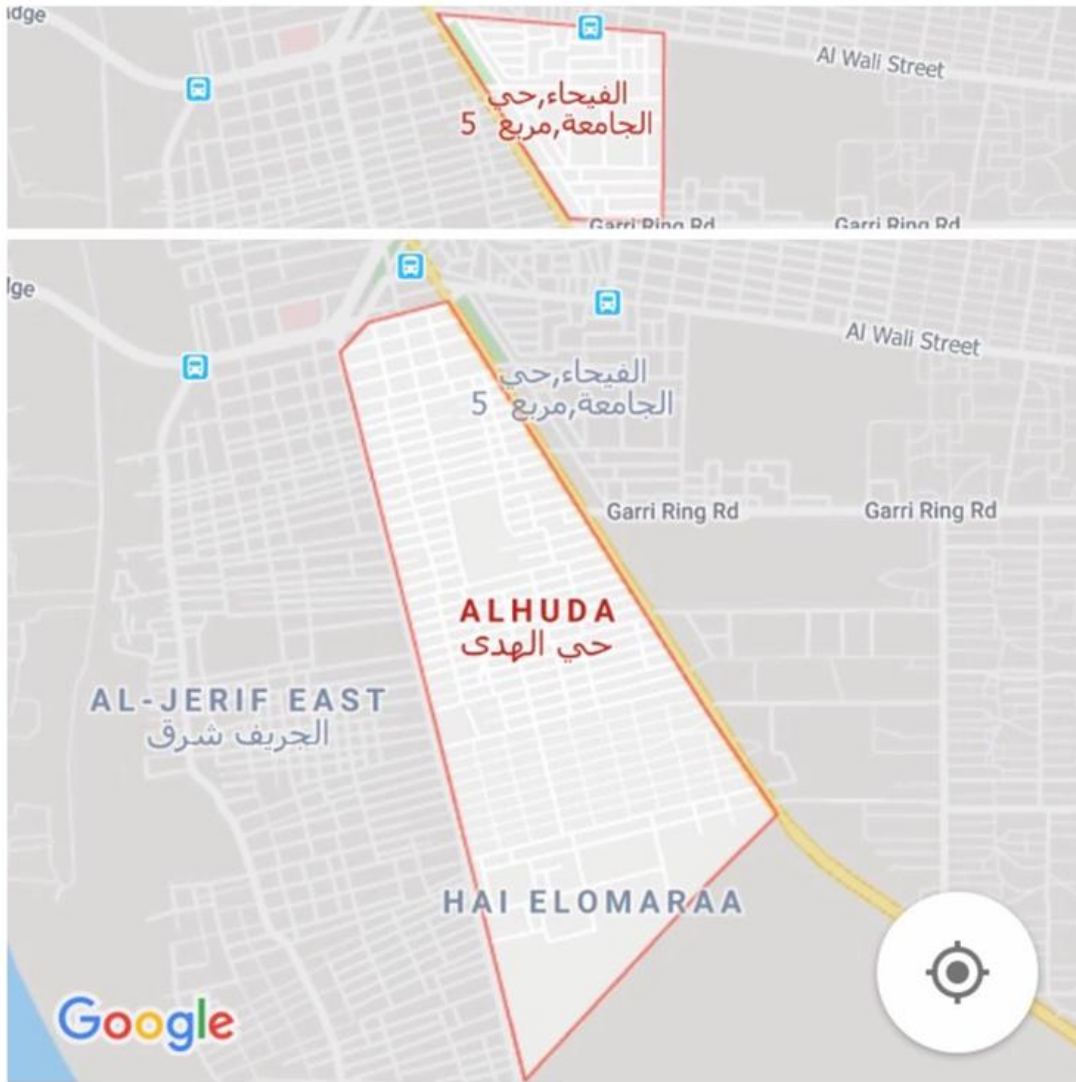 Al Wali Street
الفيحاء,حي
الجامعة,مربع 5
Garri Ring Rd
Garri Ring Rd
Al Wali Street
الفيحاء,حي
الجامعة,مربع 5
Garri Ring Rd
Garri Ring Rd
ALHUDA
حي الهدى
AL-JERIF EAST
الجريف شرق
HAI ELOMARAA
Google